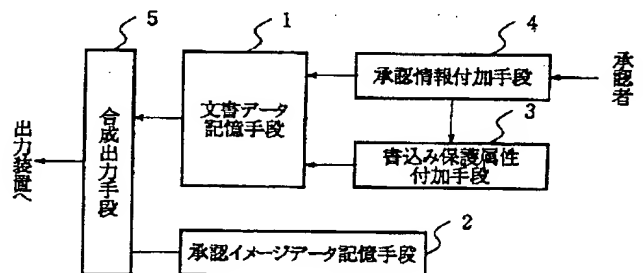 5
1
4
承認情報付加手段
承認者
文書データ
記憶手段
合成出力手段
3
書込み保護属性
付加手段
出力装置へ
2
承認イメージデータ記憶手段